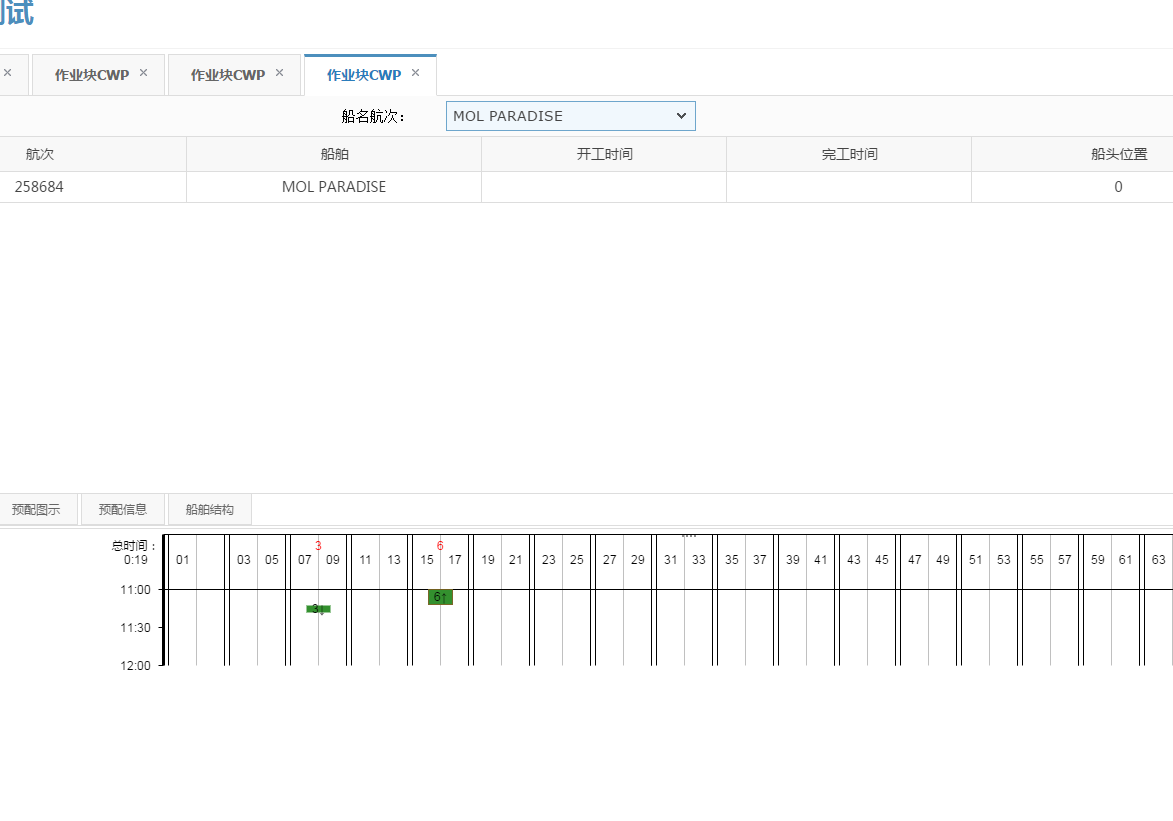 测试
× 作业块CWP × 作业块CWP × 作业块CWP ×
船名航次： MOL PARADISE
航次 船舶 开工时间 完工时间 船头位置
258684 MOL PARADISE 0
预配图示 预配信息 船舶结构
总时间： 3 6
0:19 01 03 05 07 09 11 13 15 17 19 21 23 25 27 29 31 33 35 37 39 41 43 45 47 49 51 53 55 57 59 61 63
11:00 6↑
3↕
11:30
12:00